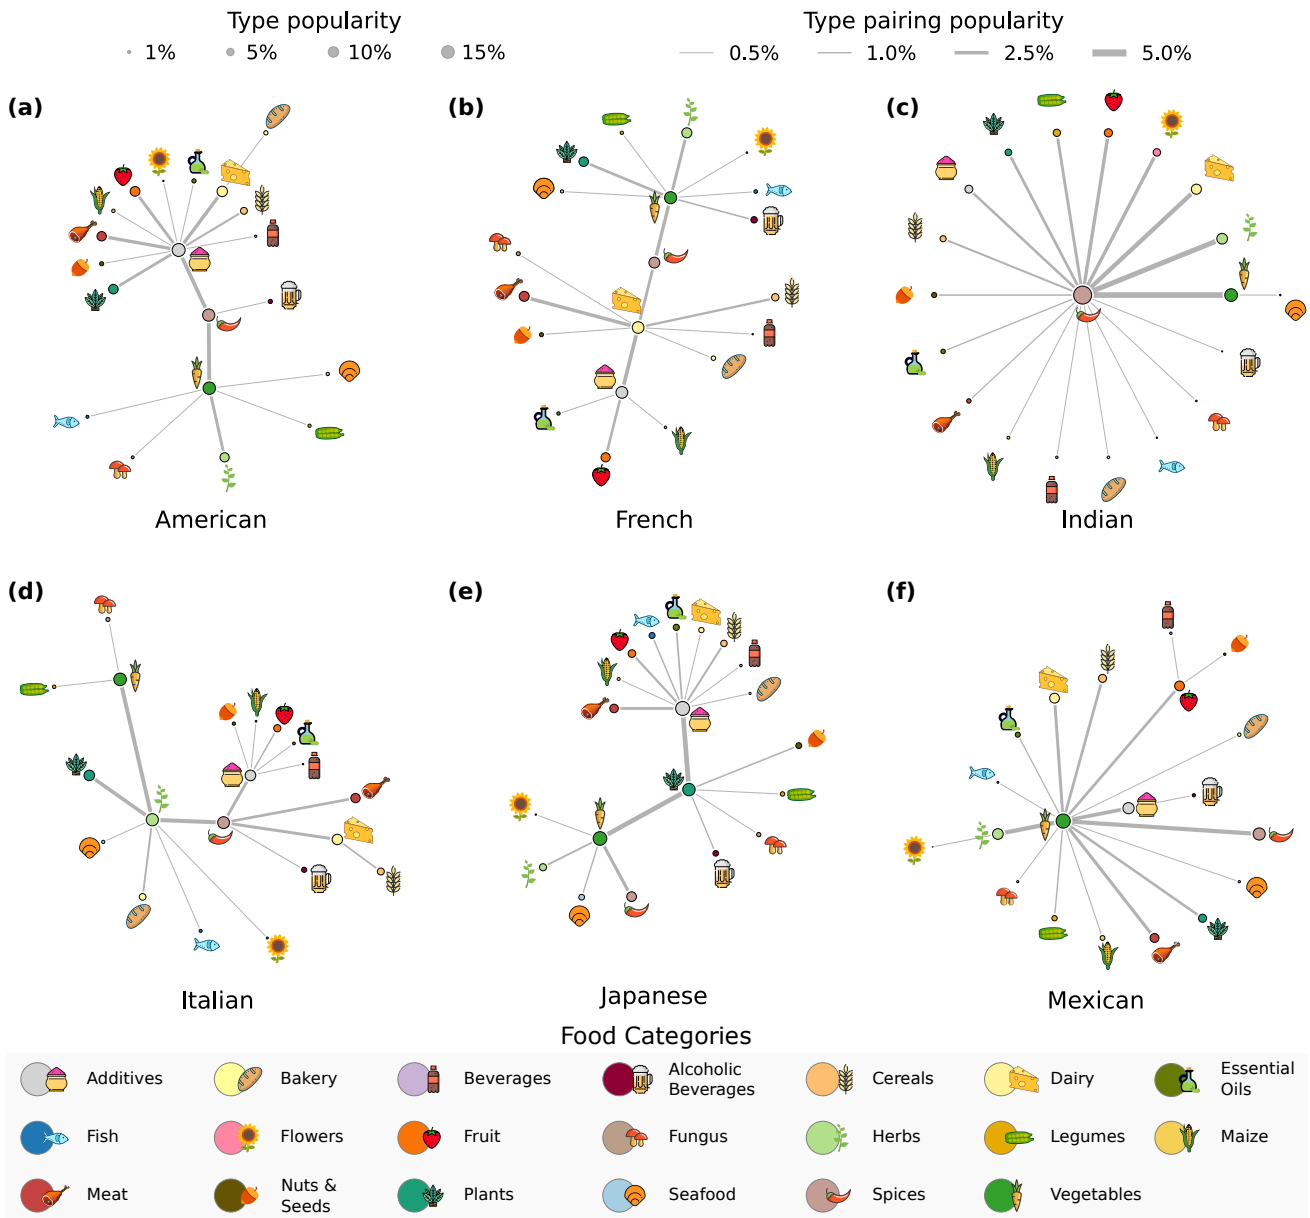 Type popularity
Type pairing popularity
1%
5%
10%
15%
0.5%
1.0%
2.5%
5.0%
(a)
(b)
(c)
American
French
Indian
(d)
(e)
(f)
Italian
Japanese
Mexican
Food Categories
Additives
Bakery
Beverages
Alcoholic
Beverages
Cereals
Dairy
Essential
Oils
Fish
Flowers
Fruit
Fungus
Herbs
Legumes
Maize
Meat
Nuts &
Seeds
Plants
Seafood
Spices
Vegetables